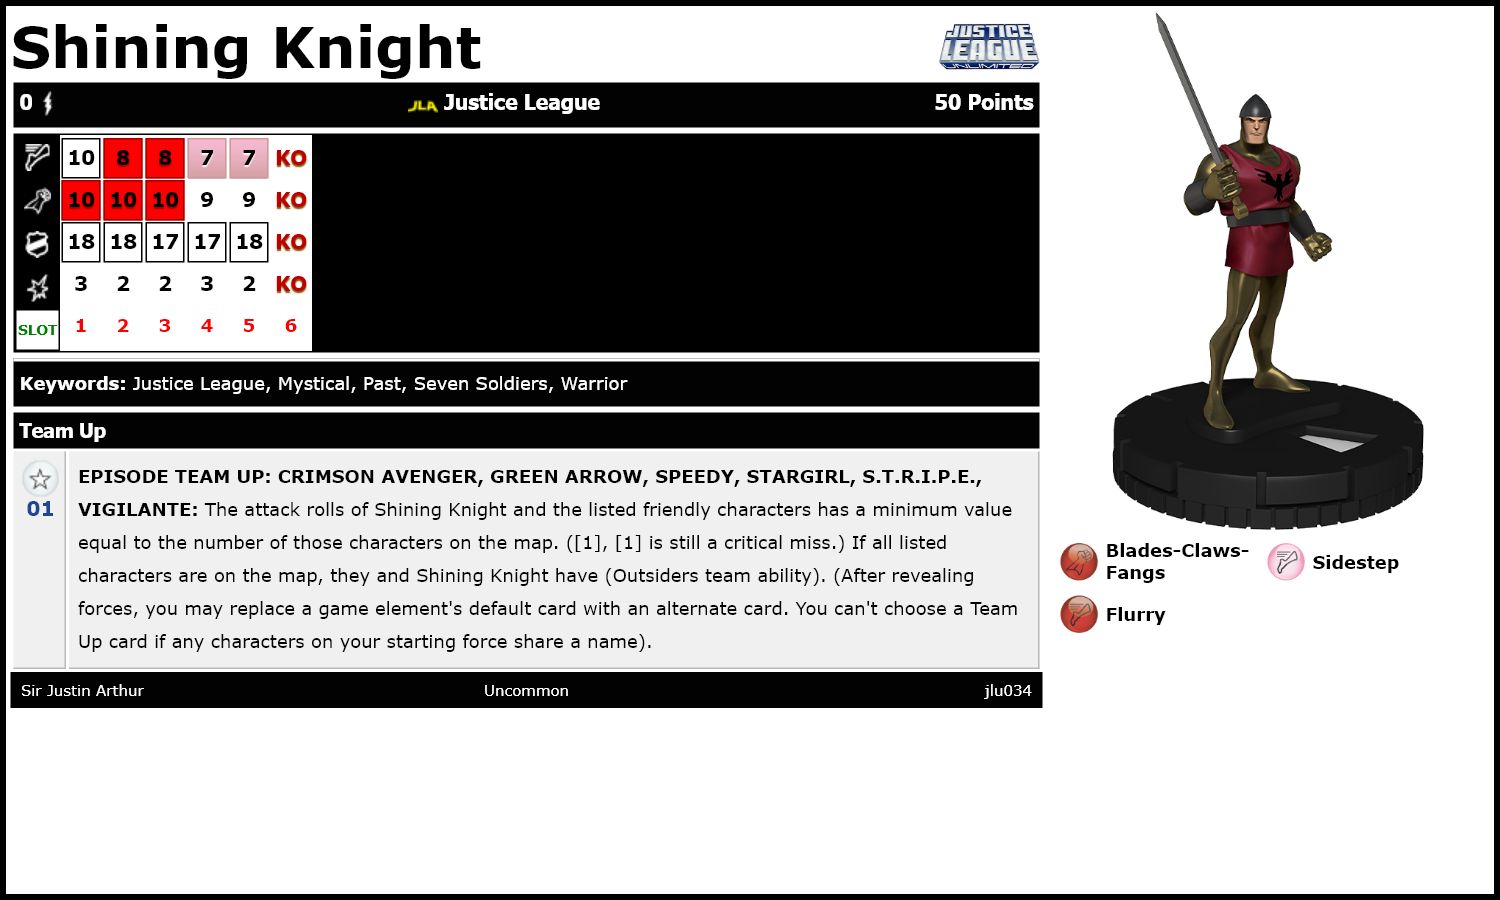 Shining Knight
JUSTICE
LEAGUE
UNLIMITED
0 JLA Justice League 50 Points
10 8 8 7 7 KO
10 10 10 9 9 KO
18 18 17 17 18 KO
3 2 2 3 2 KO
SLOT 1 2 3 4 5 6
Keywords: Justice League, Mystical, Past, Seven Soldiers, Warrior
Team Up
01
EPISODE TEAM UP: CRIMSON AVENGER, GREEN ARROW, SPEEDY, STARGIRL, S.T.R.I.P.E.,
VIGILANTE: The attack rolls of Shining Knight and the listed friendly characters has a minimum value
equal to the number of those characters on the map. ([1], [1] is still a critical miss.) If all listed
characters are on the map, they and Shining Knight have (Outsiders team ability). (After revealing
forces, you may replace a game element's default card with an alternate card. You can't choose a Team
Up card if any characters on your starting force share a name).
Sir Justin Arthur Uncommon jlu034
Blades-Claws-
Fangs
Sidestep
Flurry